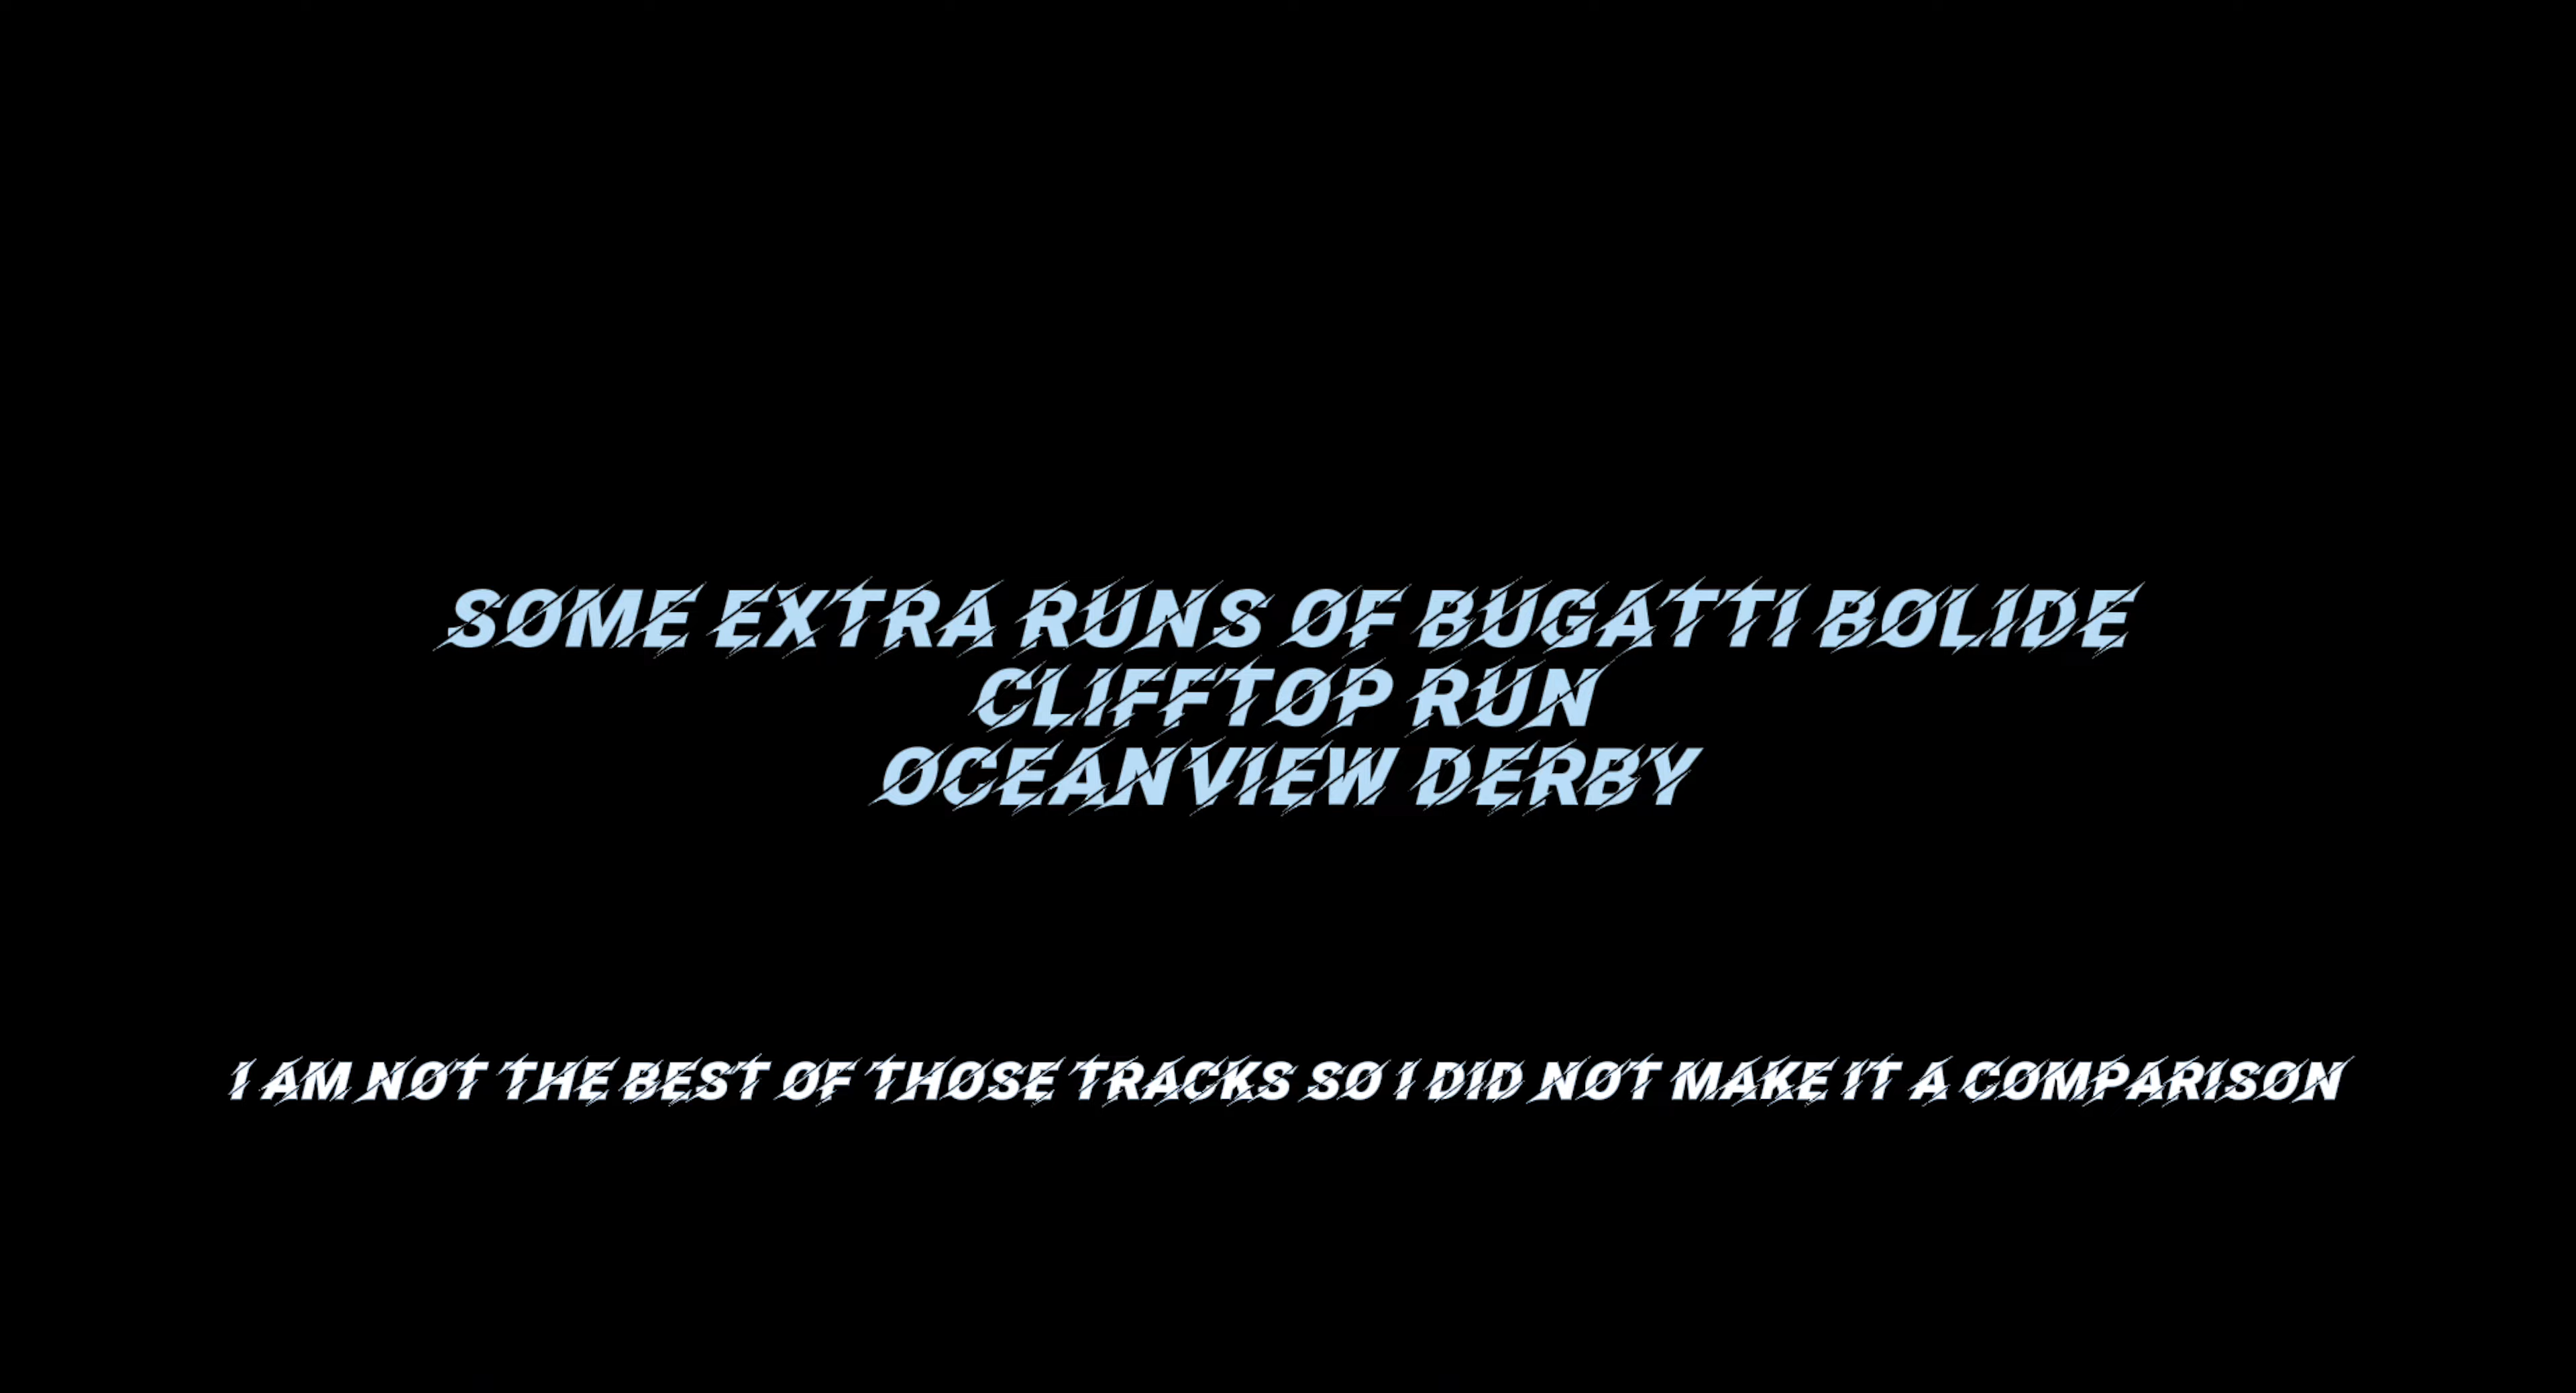 SOME EXTRA RUNS OF BUGATTI BOLIDE
CLIFFTOP RUN
OCEANVIEW DERBY
I AM NOT THE BEST OF THOSE TRACKS SO I DID NOT MAKE IT A COMPARISON